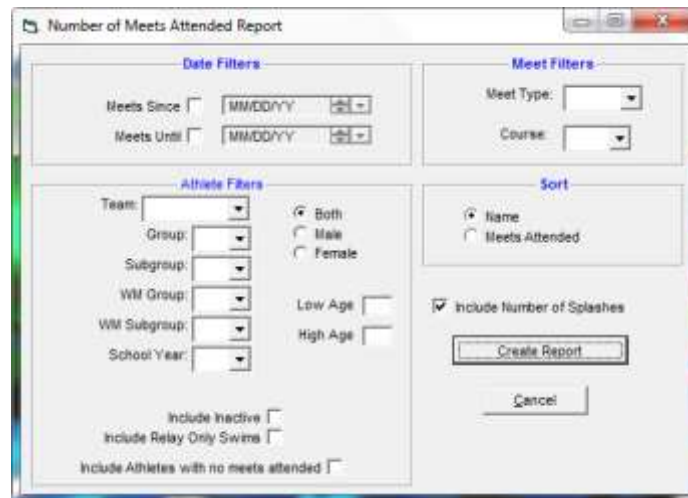 Number of Meets Attended Report
Date Filters
Meets Since MM/DD/YY
Meets Until MM/DD/YY
Meet Filters
Meet Type:
Course:
Athlete Filters
Team:
Group:
Subgroup:
WM Group:
WM Subgroup:
School Year:
Both
Male
Female
Low Age
High Age
Include Inactive
Include Relay Only Swims
Include Athletes with no meets attended
Sort
Name
Meets Attended
Include Number of Splashes
Create Report
Cancel